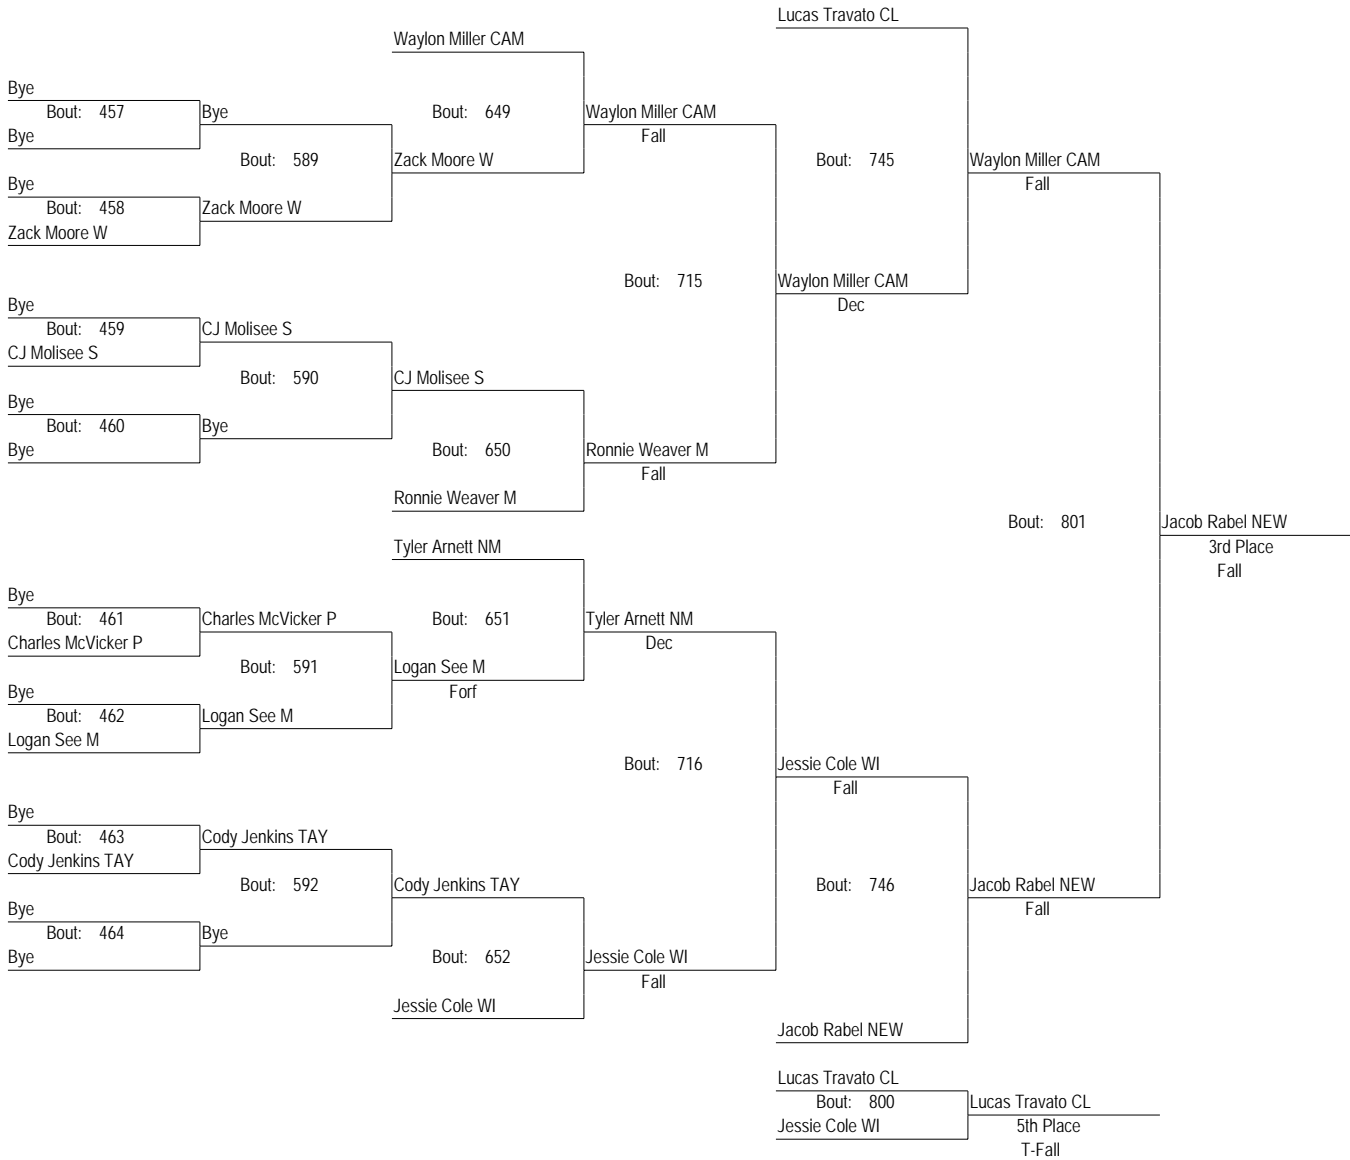 Lucas Travato CL
Waylon Miller CAM
Bye
Bout: 457
Bye
Bout: 649
Waylon Miller CAM
Bye
Fall
Bout: 589
Zack Moore W
Bout: 745
Waylon Miller CAM
Bye
Fall
Bout: 458
Zack Moore W
Zack Moore W
Bout: 715
Waylon Miller CAM
Bye
Dec
Bout: 459
CJ Molisee S
CJ Molisee S
Bout: 590
CJ Molisee S
Bye
Bout: 460
Bye
Bye
Bout: 650
Ronnie Weaver M
Fall
Ronnie Weaver M
Bout: 801
Jacob Rabel NEW
3rd Place
Fall
Tyler Arnett NM
Bye
Bout: 461
Charles McVicker P
Bout: 651
Tyler Arnett NM
Charles McVicker P
Dec
Bout: 591
Logan See M
Bye
Forf
Bout: 462
Logan See M
Logan See M
Bout: 716
Jessie Cole WI
Fall
Bye
Bout: 463
Cody Jenkins TAY
Cody Jenkins TAY
Bout: 592
Cody Jenkins TAY
Bout: 746
Jacob Rabel NEW
Bye
Fall
Bout: 464
Bye
Bye
Bout: 652
Jessie Cole WI
Fall
Jessie Cole WI
Jacob Rabel NEW
Lucas Travato CL
Bout: 800
Lucas Travato CL
Jessie Cole WI
5th Place
T-Fall